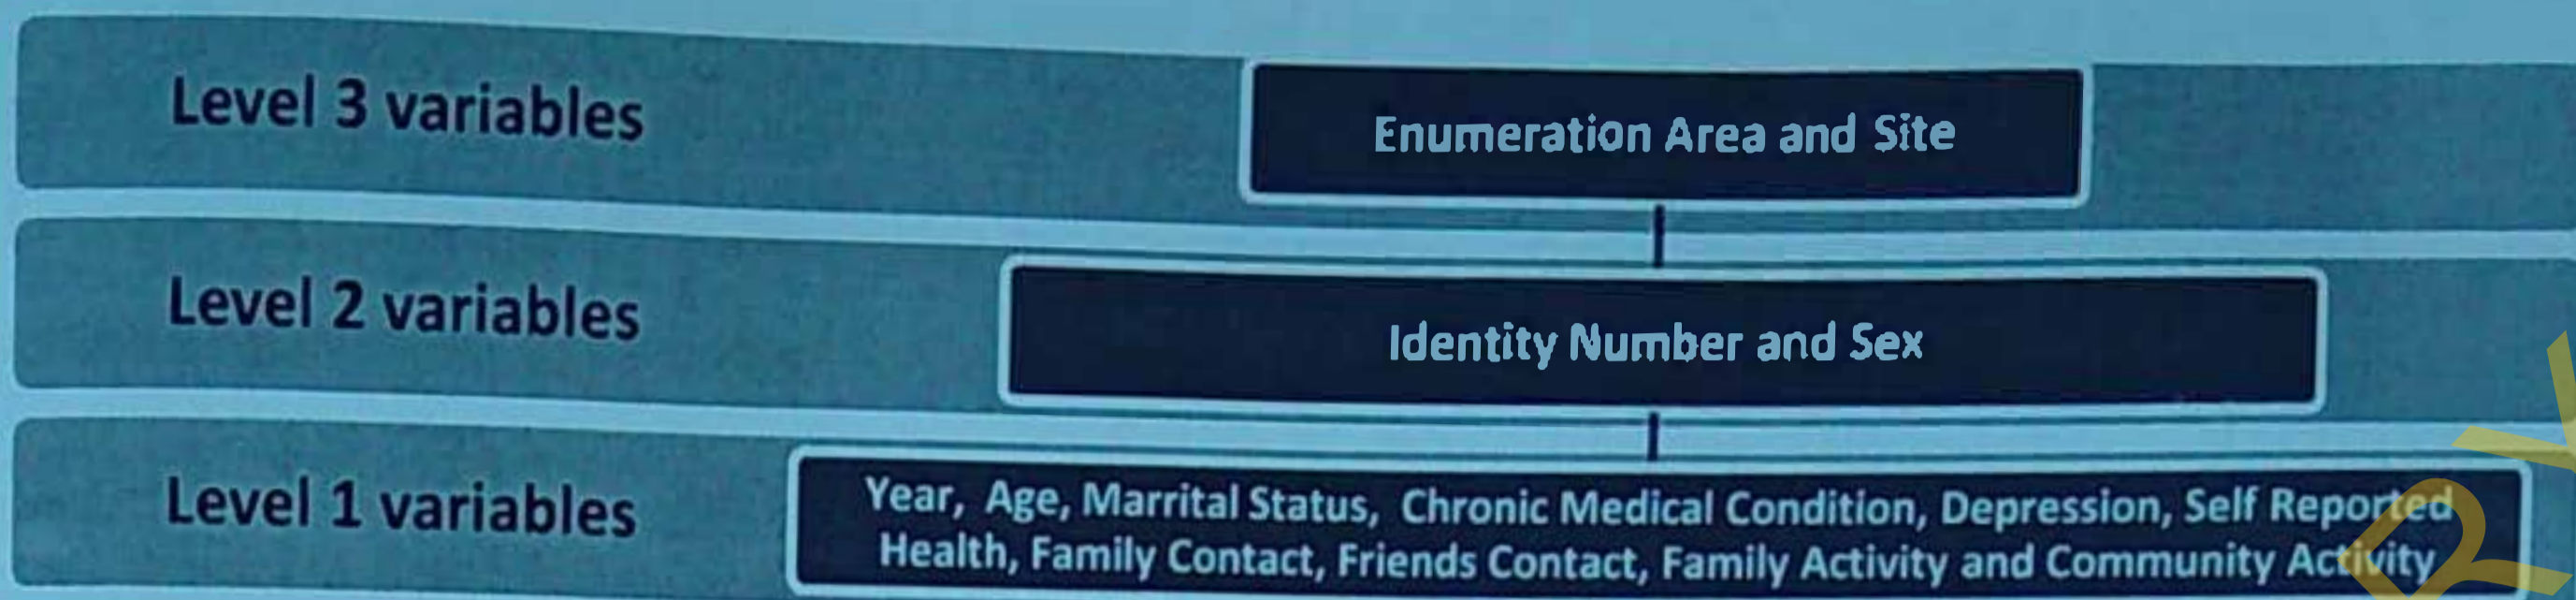 Level 3 variables
Enumeration Area and Site
Level 2 variables
Identity Number and Sex
Level 1 variables
Year, Age, Marrital Status, Chronic Medical Condition, Depression, Self Reported
Health, Family Contact, Friends Contact, Family Activity and Community Activity